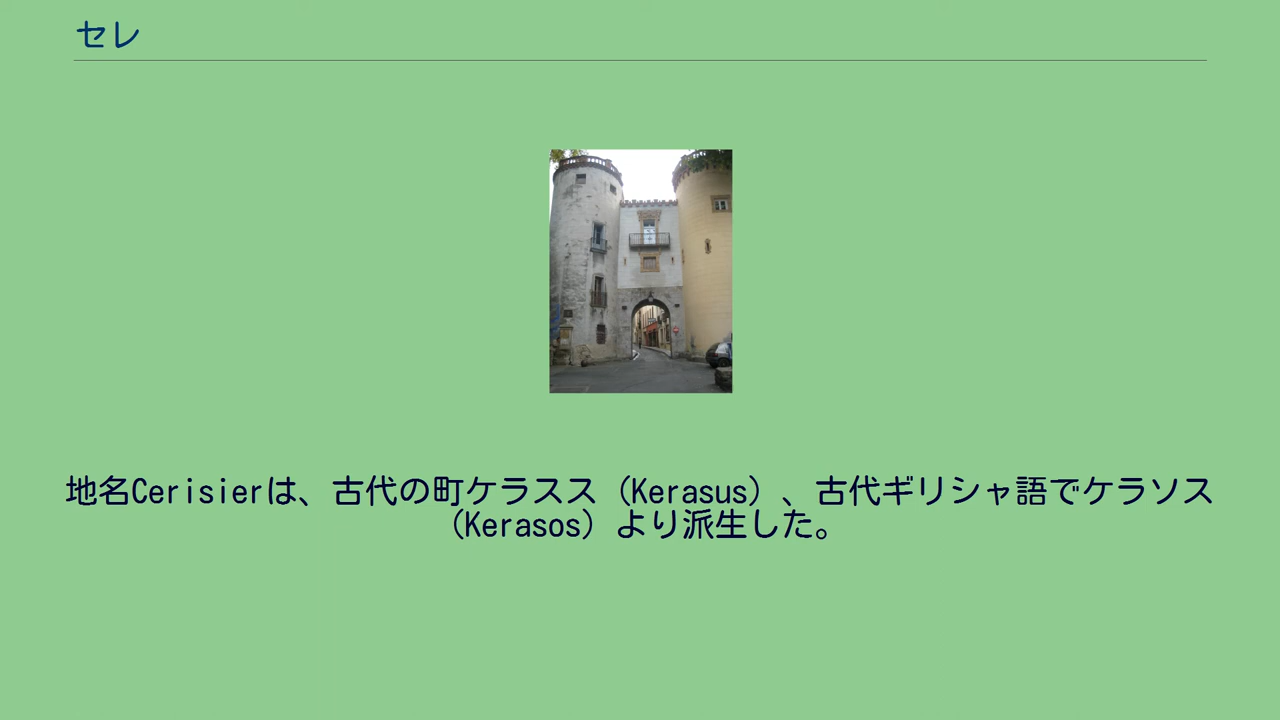 セレ
地名Cerisierは、古代の町ケラスス（Kerasus）、古代ギリシャ語でケラソス
（Kerasos）より派生した。